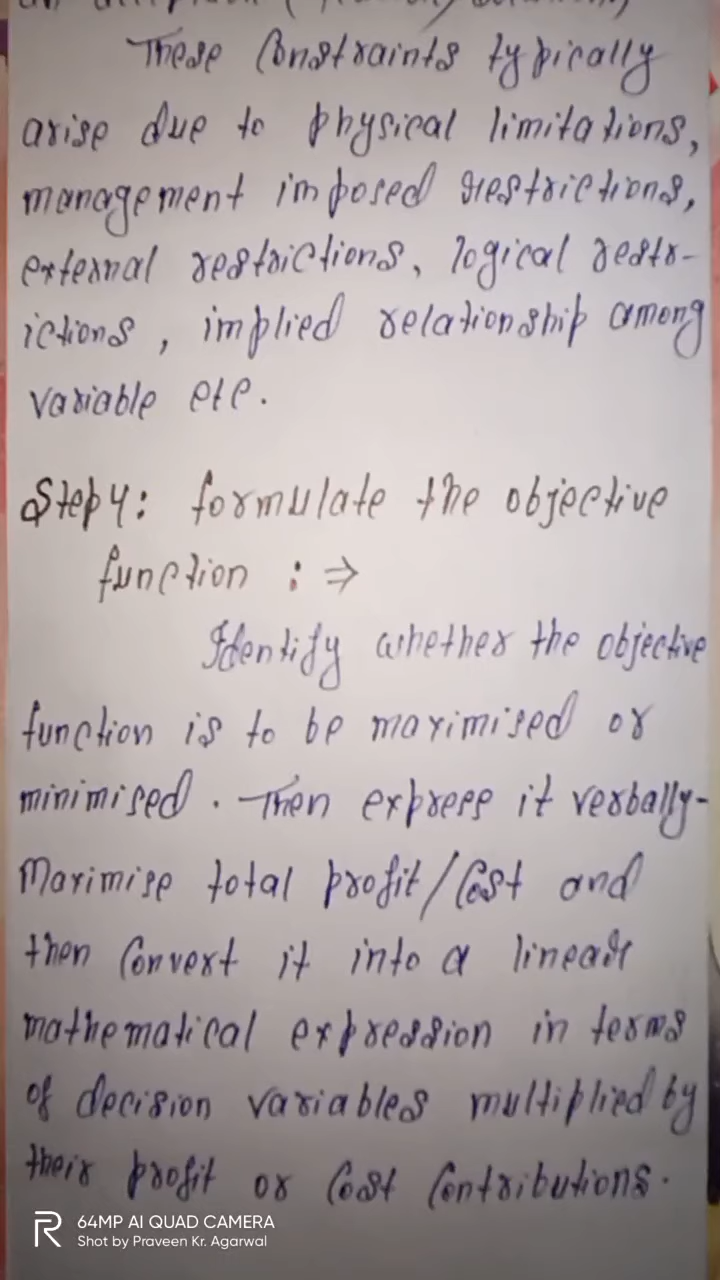 These Constraints typically
arise due to physical limitations,
management imposed restrictions,
external restrictions, logical restr-
ictions, implied relationship among
variable etc.
Step 4: formulate the objective
function : ⇒
Identify whether the objective
function is to be maximised or
minimised. Then express it verbally-
Maximise total profit/Cost and
then Convert it into a linear
mathematical expression in terms
of decision variables multiplied by
their profit or Cost Contributions.
64MP AI QUAD CAMERA
Shot by Praveen Kr. Agarwal